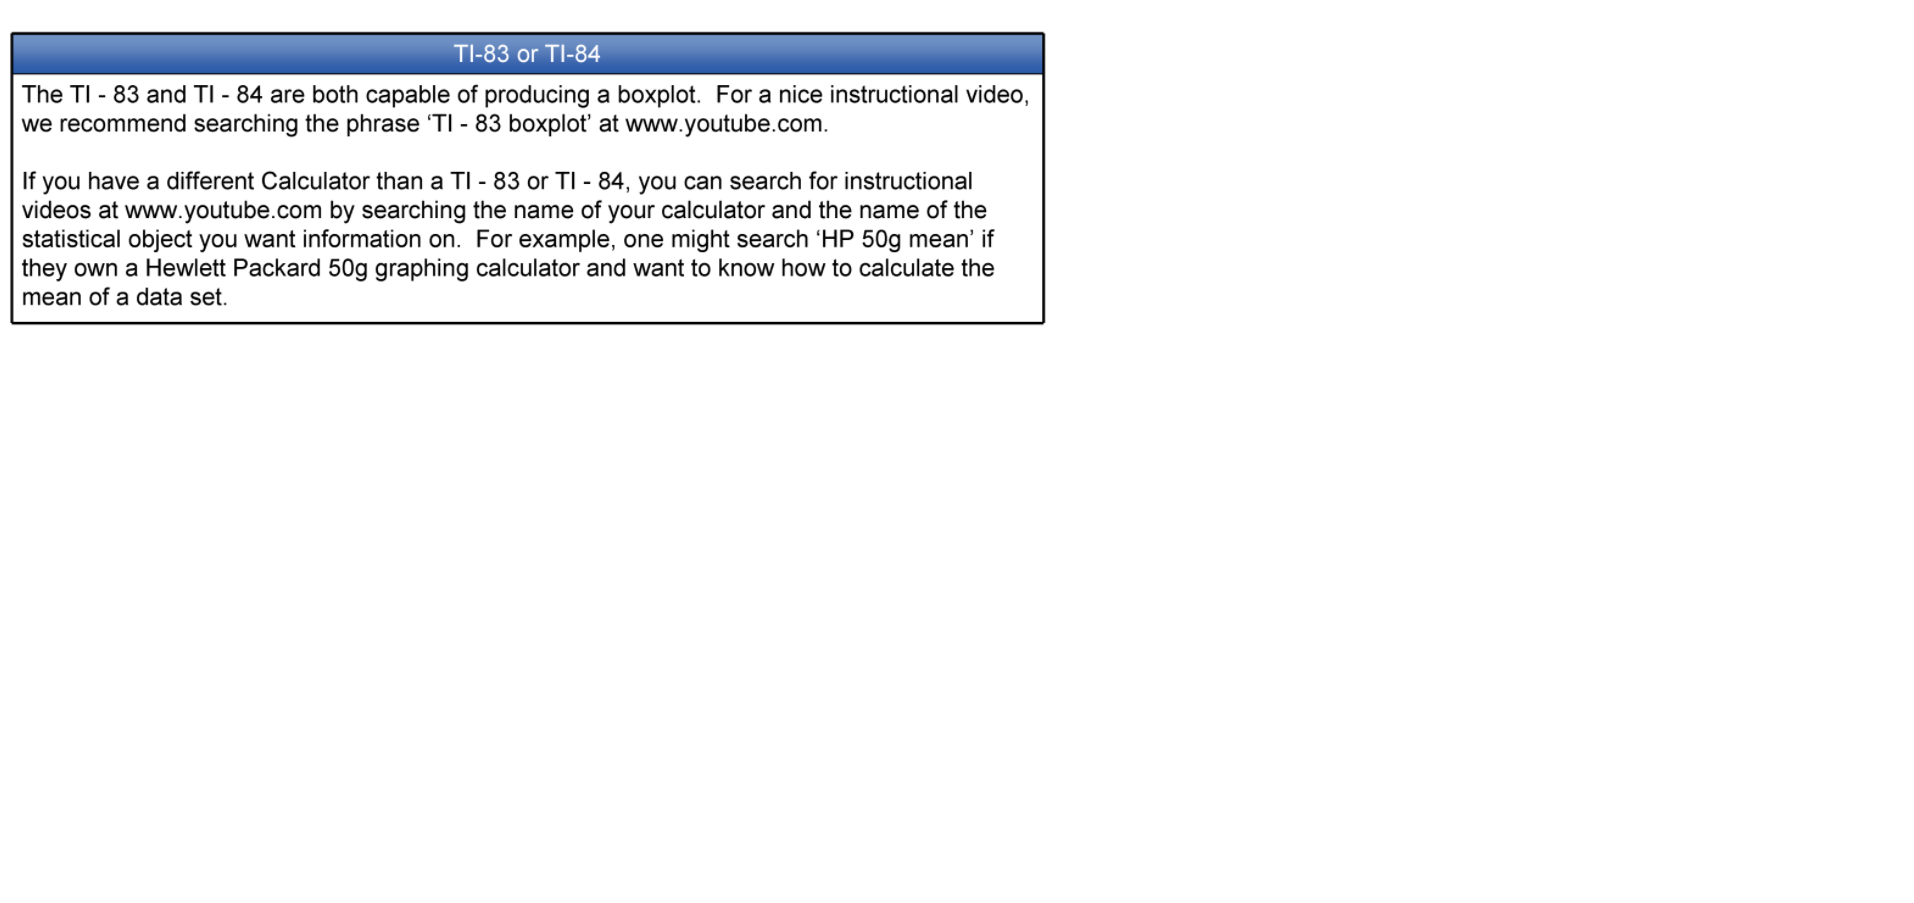 TI-83 or TI-84
The TI - 83 and TI - 84 are both capable of producing a boxplot.  For a nice instructional video,
we recommend searching the phrase ‘TI - 83 boxplot’ at www.youtube.com.
If you have a different Calculator than a TI - 83 or TI - 84, you can search for instructional
videos at www.youtube.com by searching the name of your calculator and the name of the
statistical object you want information on.  For example, one might search ‘HP 50g mean’ if
they own a Hewlett Packard 50g graphing calculator and want to know how to calculate the
mean of a data set.